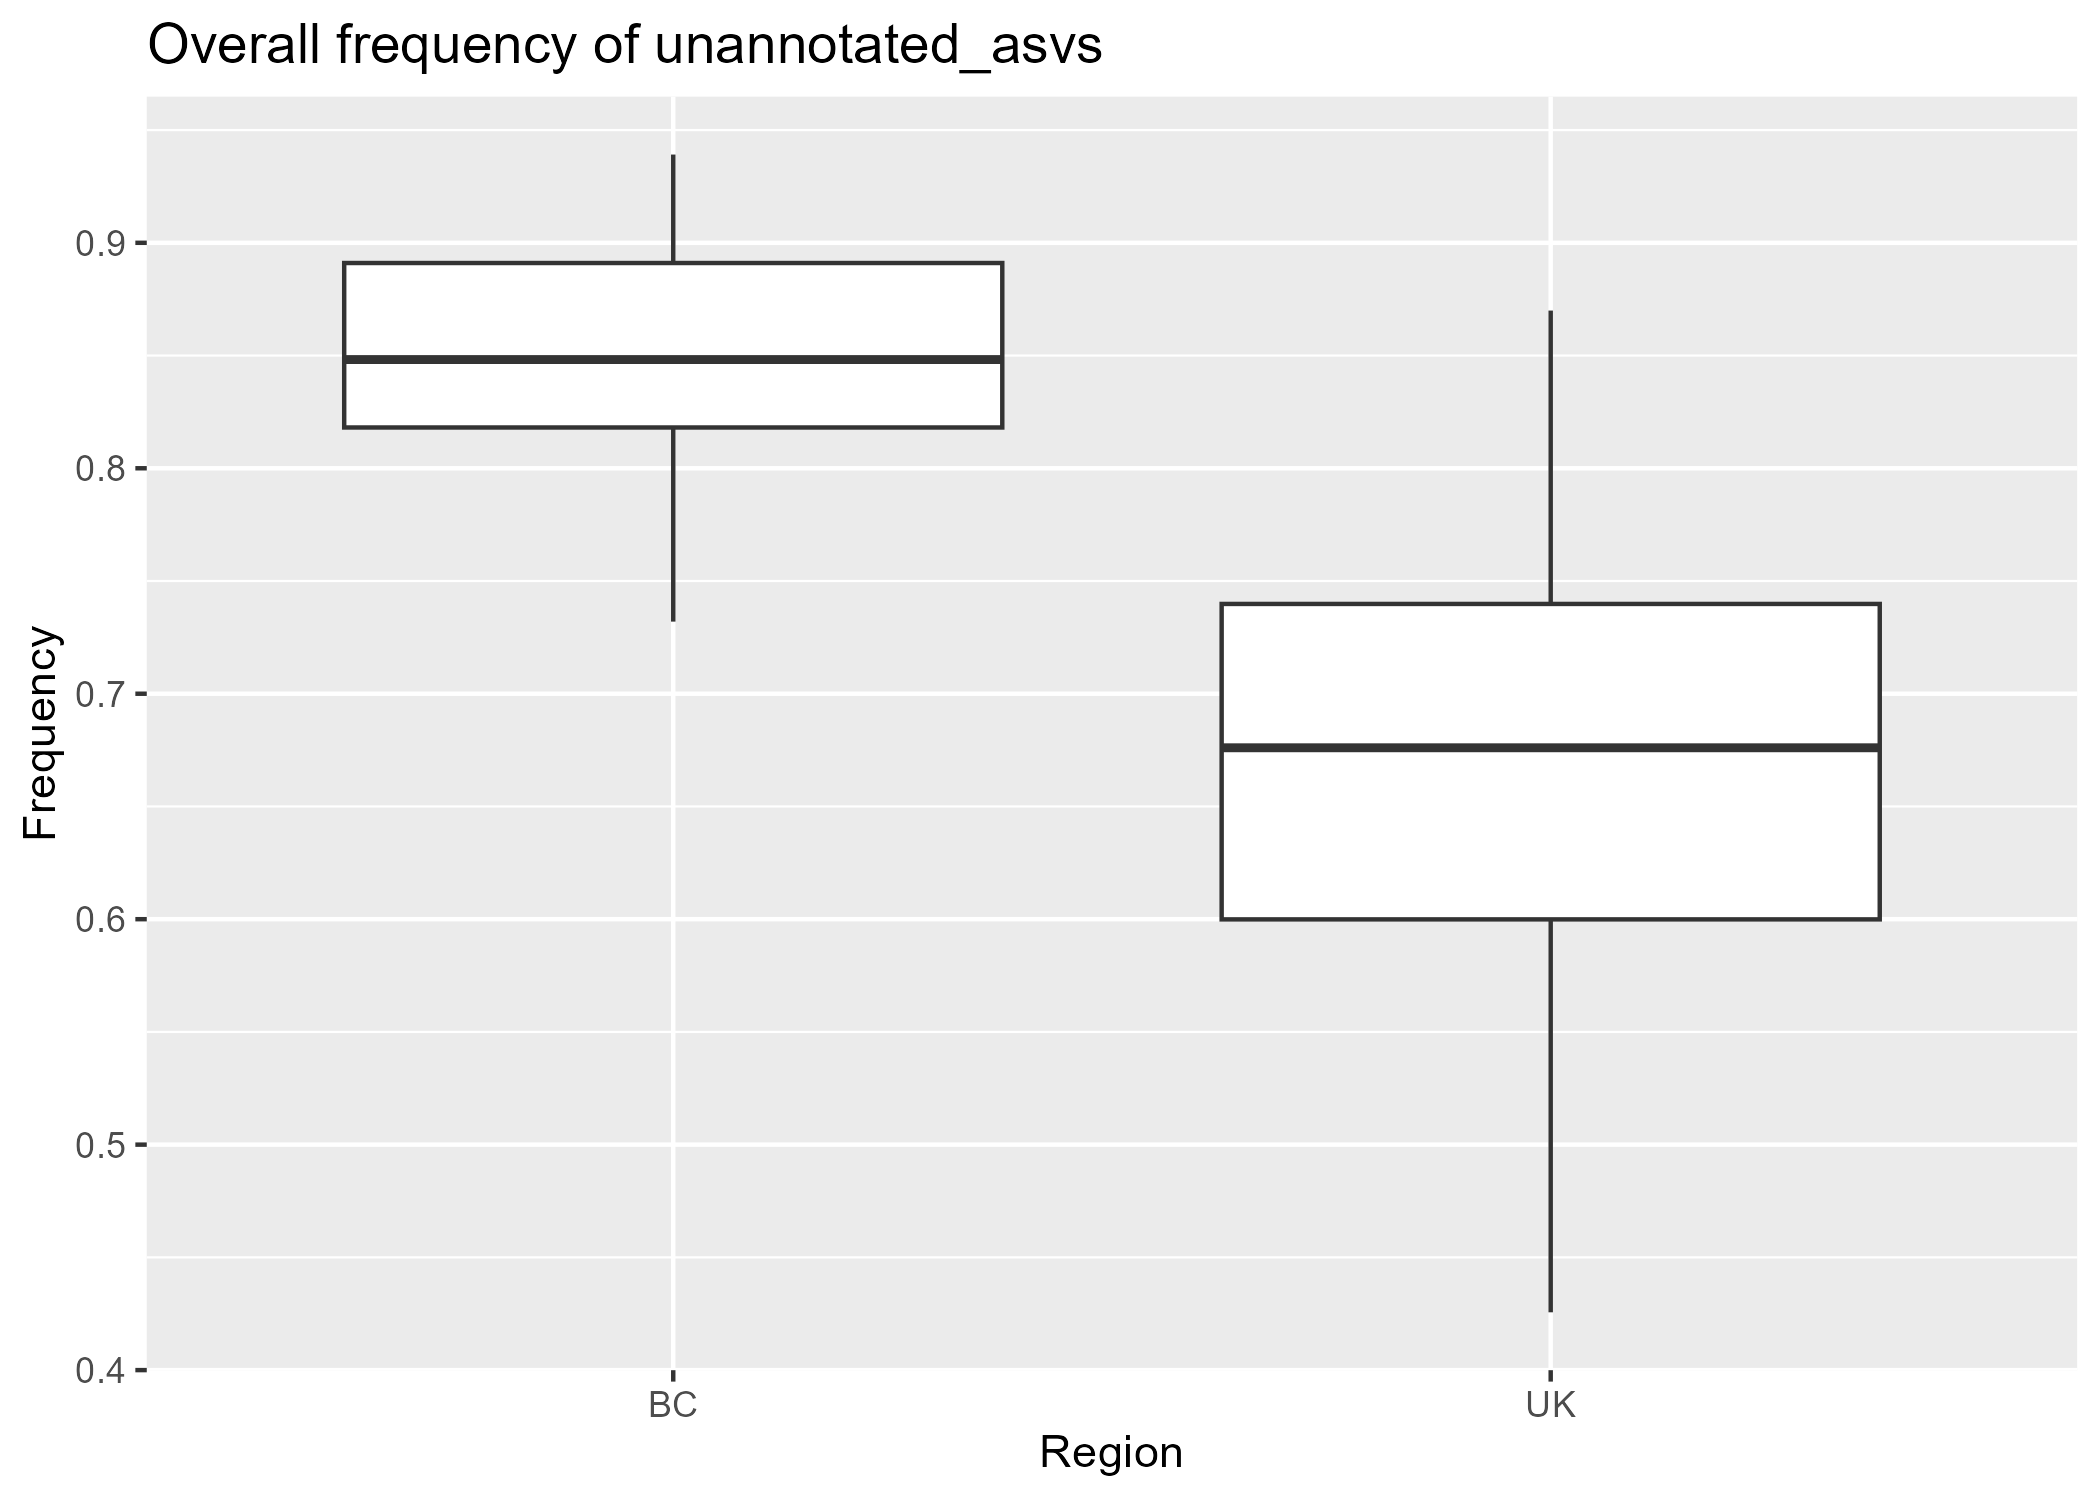 Overall frequency of unannotated_asvs
Frequency
0.9
0.8
0.7
0.6
0.5
0.4
BC
UK
Region